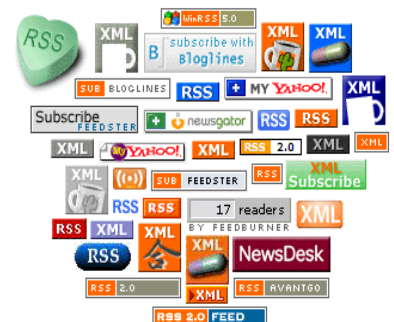 WinRSS 5.0
RSS
XML
B subscribe with
Bloglines
XML
XML
SUB BLOGLINES
RSS
+ MY YAHOO!
XML
Subscribe
FEEDSTER
+ newsgator
RSS
RSS
XML
My YAHOO!
XML
RSS 2.0
XML
XML
XML
SUB FEEDSTER
RSS
XML
Subscribe
RSS
RSS
17 readers
BY FEEDBURNER
XML
RSS
XML
XML
合
RSS
XML
NewsDesk
RSS 2.0
XML
RSS AVANTGO
RSS 2.0 FEED